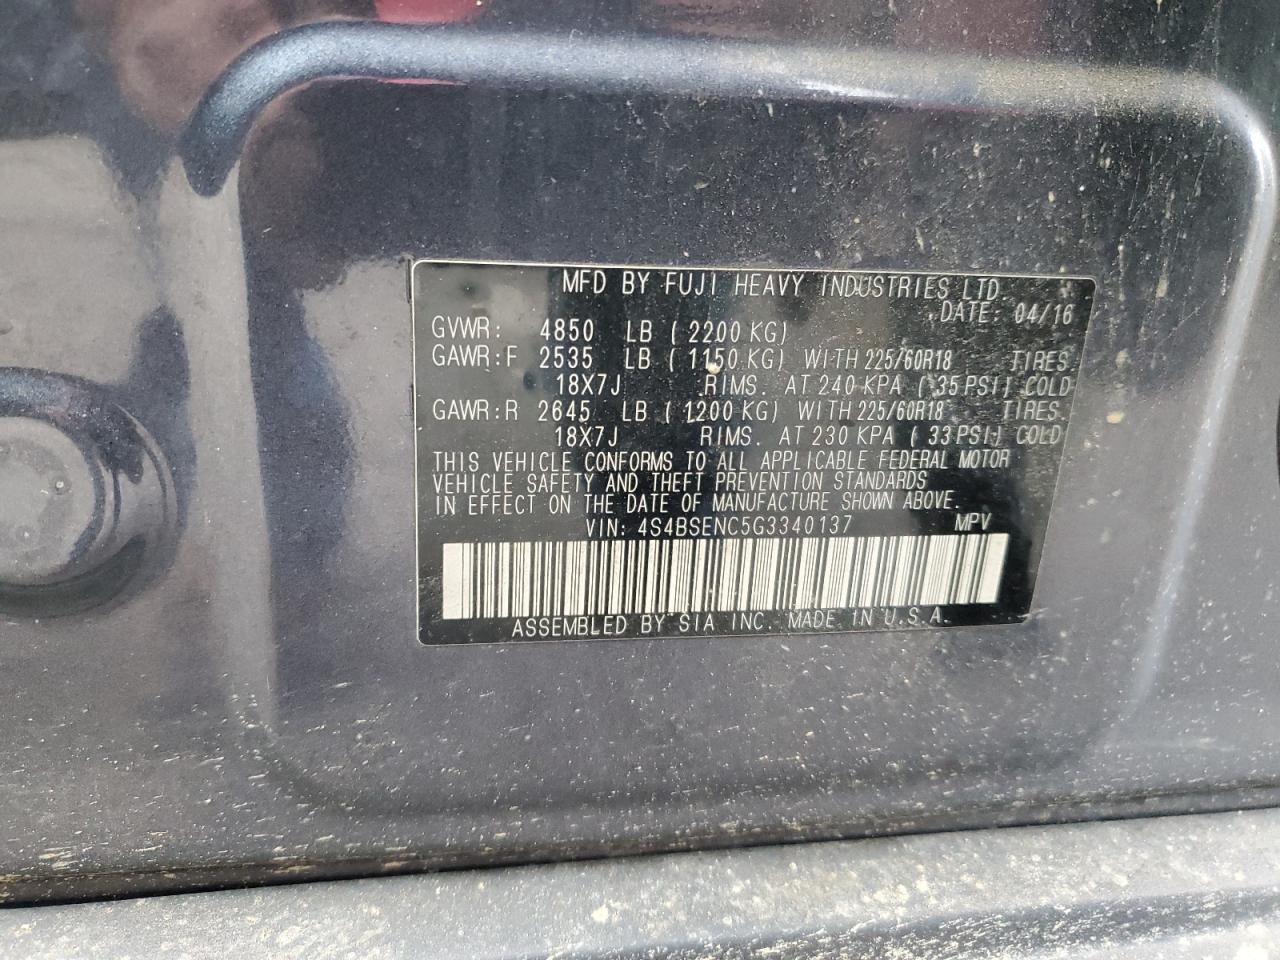 MFD BY FUJI HEAVY INDUSTRIES LTD.
DATE: 04/16
GVWR: 4850 LB (2200 KG)
GAWR:F 2535 LB (1150 KG) WITH 225/60R18 TIRES.
18X7J RIMS. AT 240 KPA (35 PSI) COLD
GAWR:R 2645 LB (1200 KG) WITH 225/60R18 TIRES.
18X7J RIMS. AT 230 KPA (33 PSI) COLD
THIS VEHICLE CONFORMS TO ALL APPLICABLE FEDERAL MOTOR
VEHICLE SAFETY AND THEFT PREVENTION STANDARDS
IN EFFECT ON THE DATE OF MANUFACTURE SHOWN ABOVE.
VIN: 4S4BSENC5G3340137 MPV
ASSEMBLED BY SIA INC. MADE IN U.S.A.